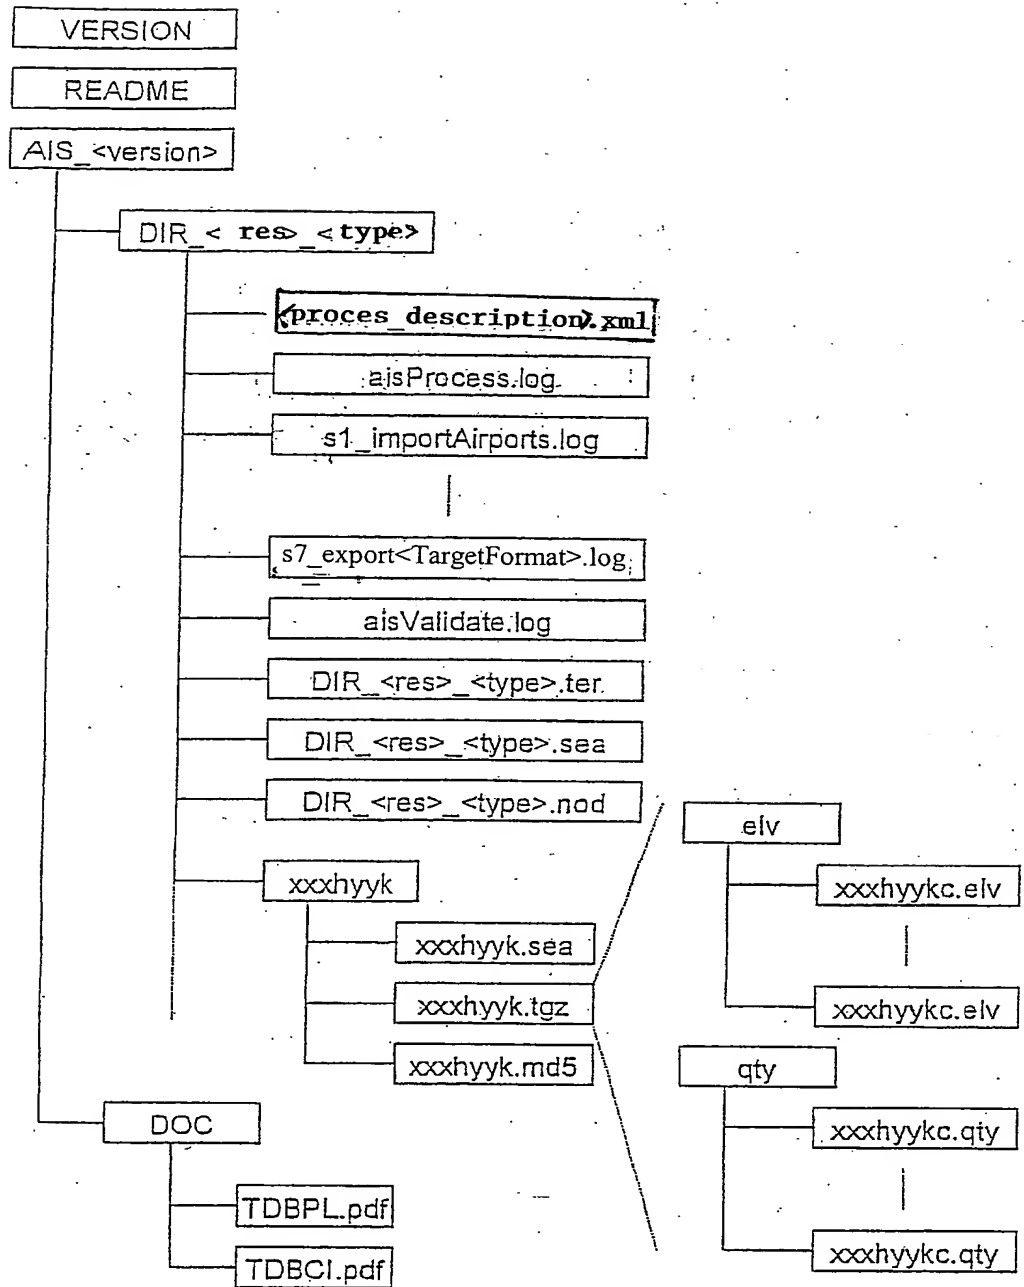 VERSION
README
AIS_<version>
DIR_< res>_<type>
<proces_description>.xml
aisProcess.log
s1_importAirports.log
s7_export<TargetFormat>.log
aisValidate.log
DIR_<res>_<type>.ter
DIR_<res>_<type>.sea
DIR_<res>_<type>.nod
xxxhyyk
xxxhyyk.sea
xxxhyyk.tgz
xxxhyyk.md5
elv
xxxhyykc.elv
xxxhyykc.elv
qty
xxxhyykc.qty
xxxhyykc.qty
DOC
TDBPL.pdf
TDBCI.pdf